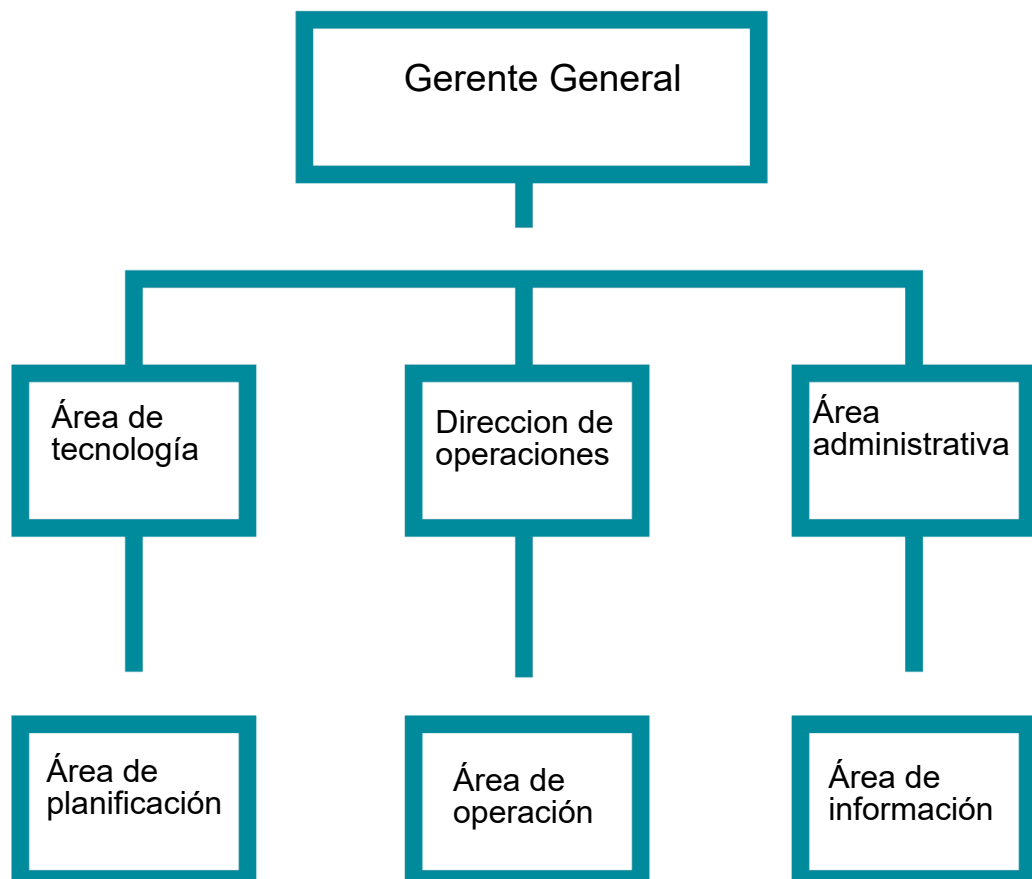 Gerente General
Área de
tecnología
Direccion de
operaciones
Área
administrativa
Área de
planificación
Área de
operación
Área de
información